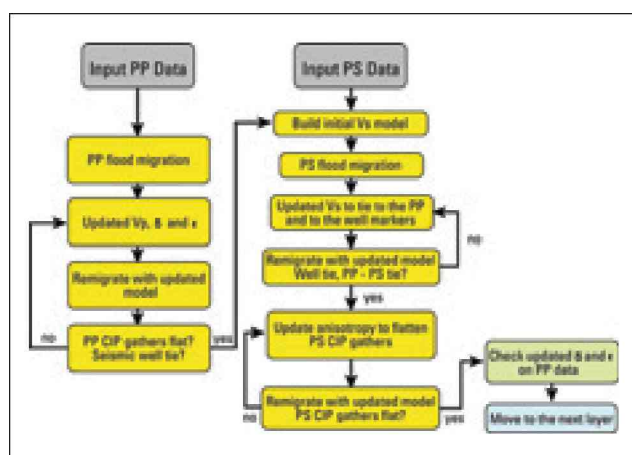 Input PP Data
PP flood migration
Updated Vp, δ and ε
Remigrate with updated
model
no
PP CIP gathers flat?
Seismic well tie?
yes
Input PS Data
Build initial Vs model
PS flood migration
Updated Vs to tie to the PP
and to the well markers
no
Remigrate with updated model
Well tie, PP - PS tie?
yes
Update anisotropy to flatten
PS CIP gathers
no
Remigrate with updated model
PS CIP gathers flat?
yes
Check updated δ and ε
on PP data
Move to the next layer